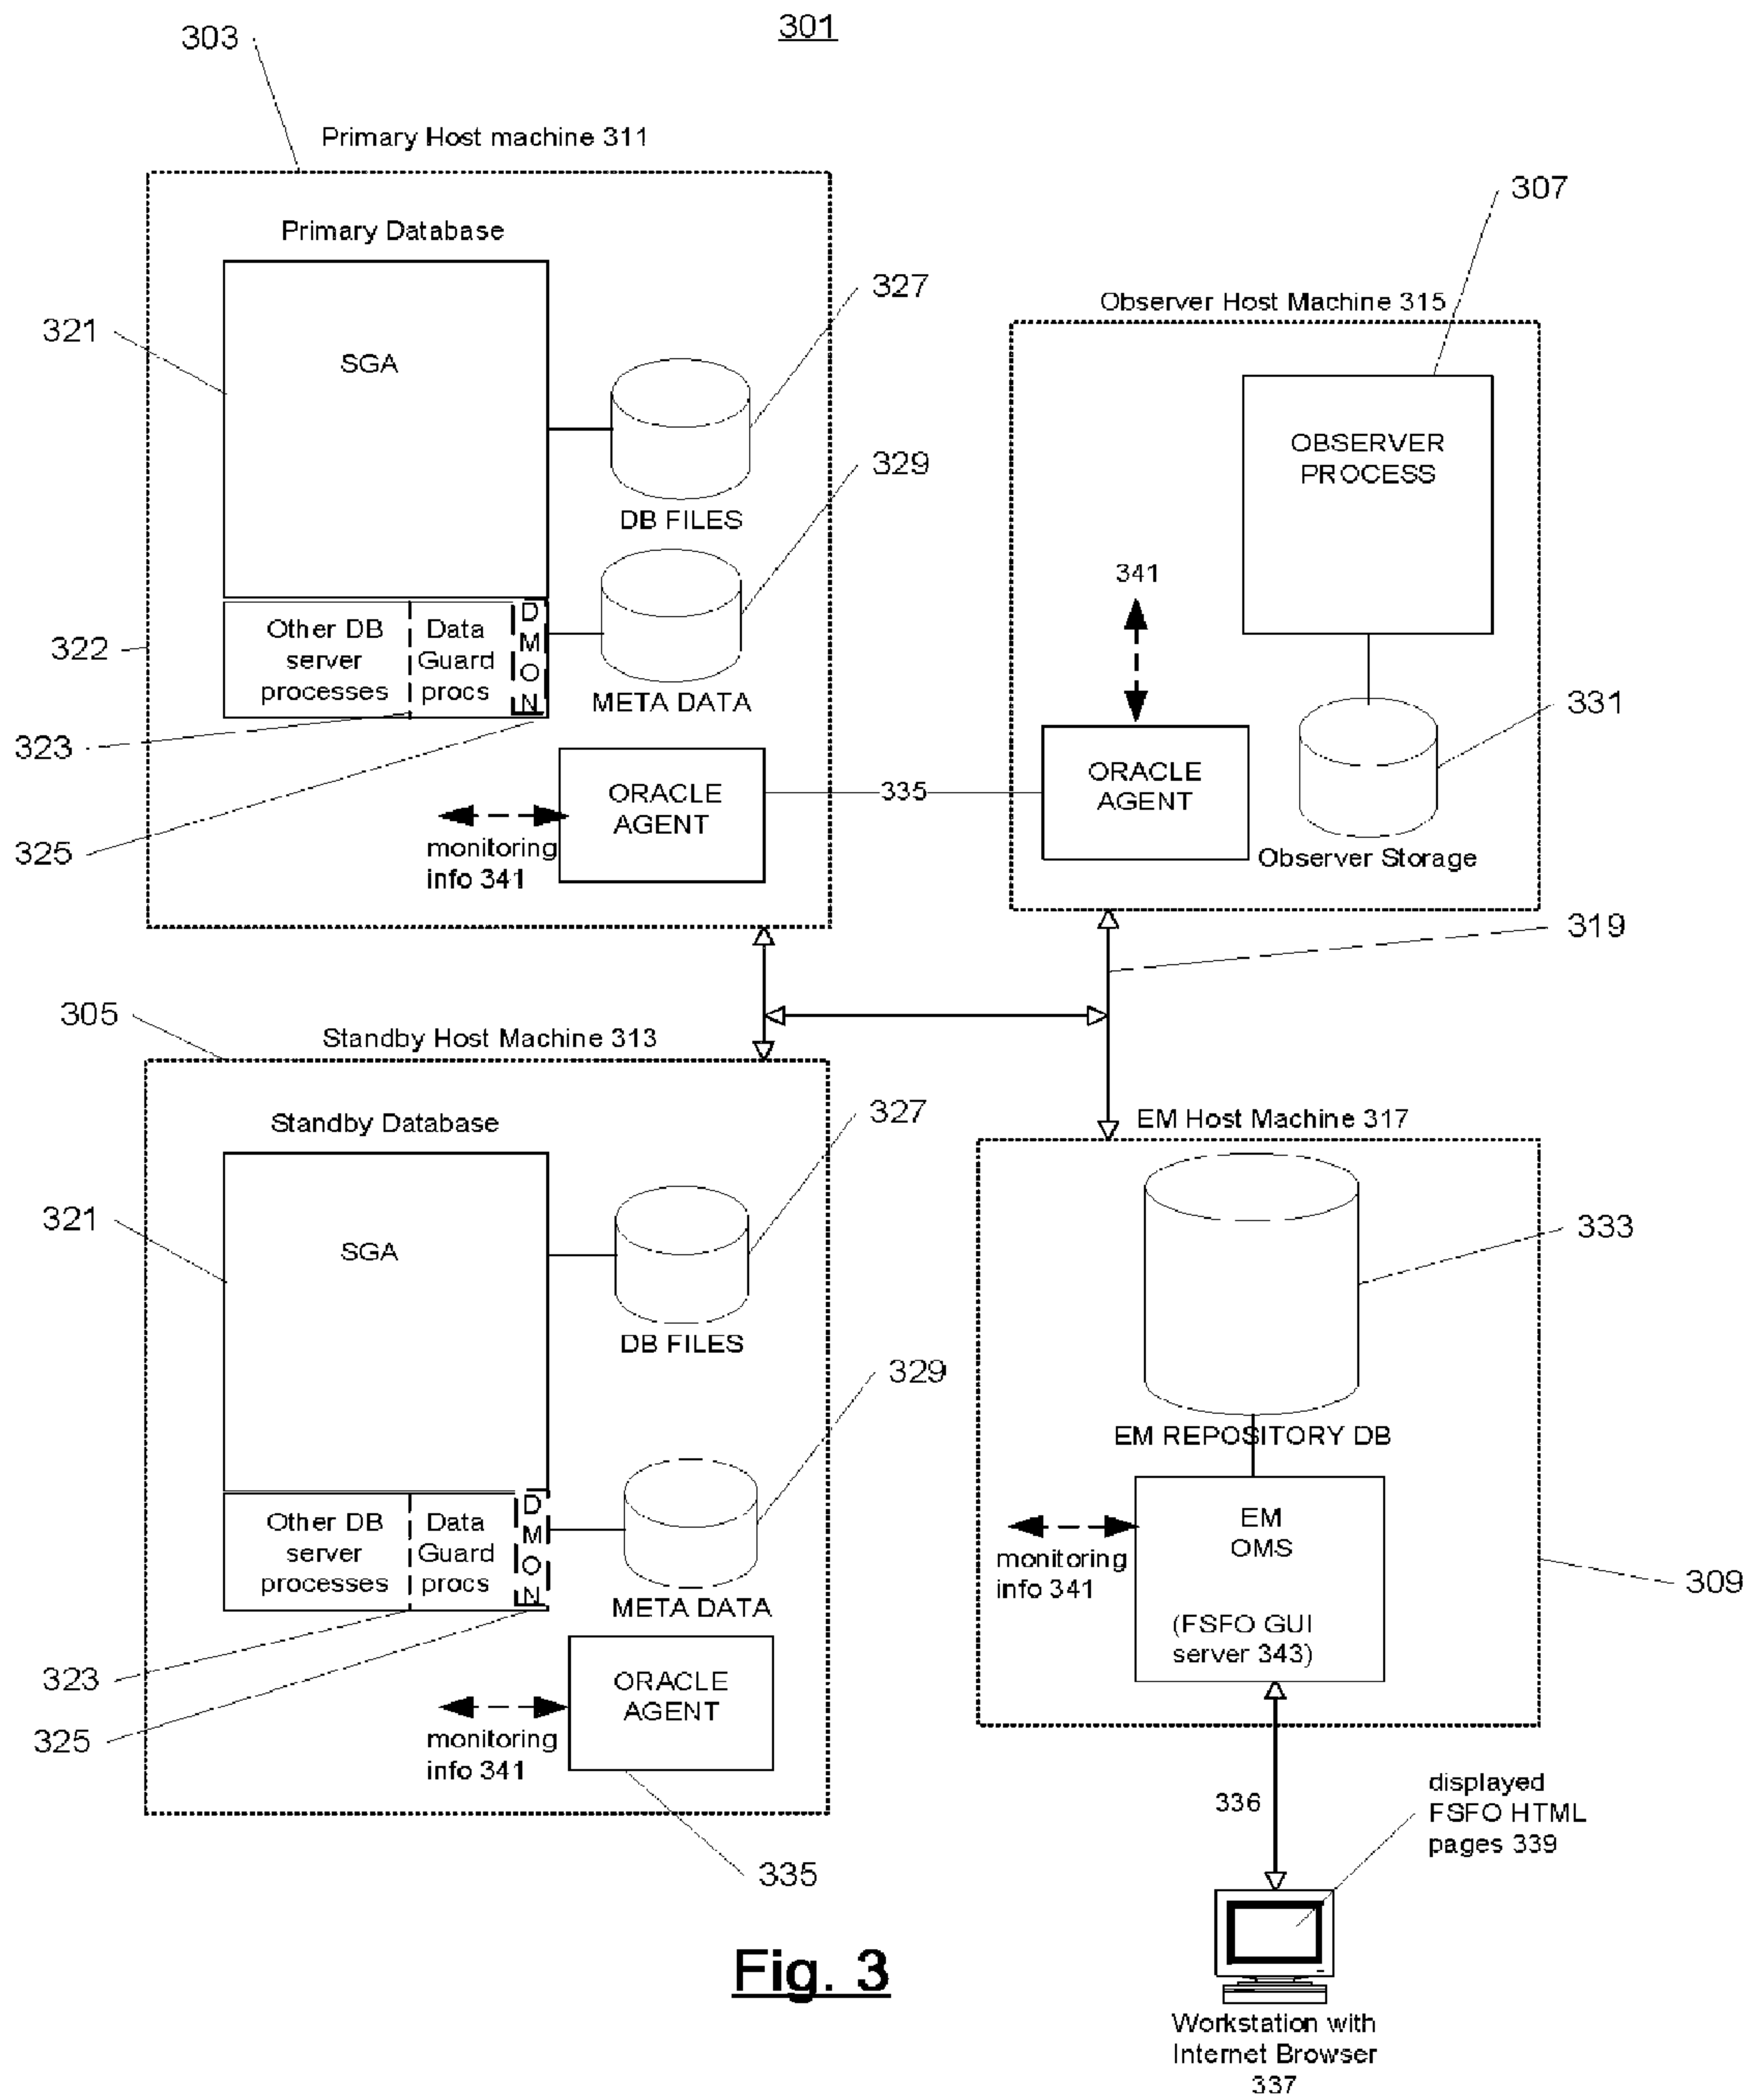 301
303
Primary Host machine 311
307
Primary Database
327
Observer Host Machine 315
321
SGA
OBSERVER
PROCESS
329
DB FILES
341
D
M
O
N
Other DB
server
processes
Data
Guard
procs
322
META DATA
331
323
ORACLE
AGENT
335
ORACLE
AGENT
monitoring
info 341
325
Observer Storage
319
305
Standby Host Machine 313
Standby Database
327
EM Host Machine 317
321
SGA
333
DB FILES
329
EM REPOSITORY DB
D
M
O
N
Other DB
server
processes
Data
Guard
procs
EM
OMS
monitoring
info 341
309
META DATA
(FSFO GUI
server 343)
323
ORACLE
AGENT
325
monitoring
info 341
336
displayed
FSFO HTML
pages 339
335
Fig. 3
Workstation with
Internet Browser
337